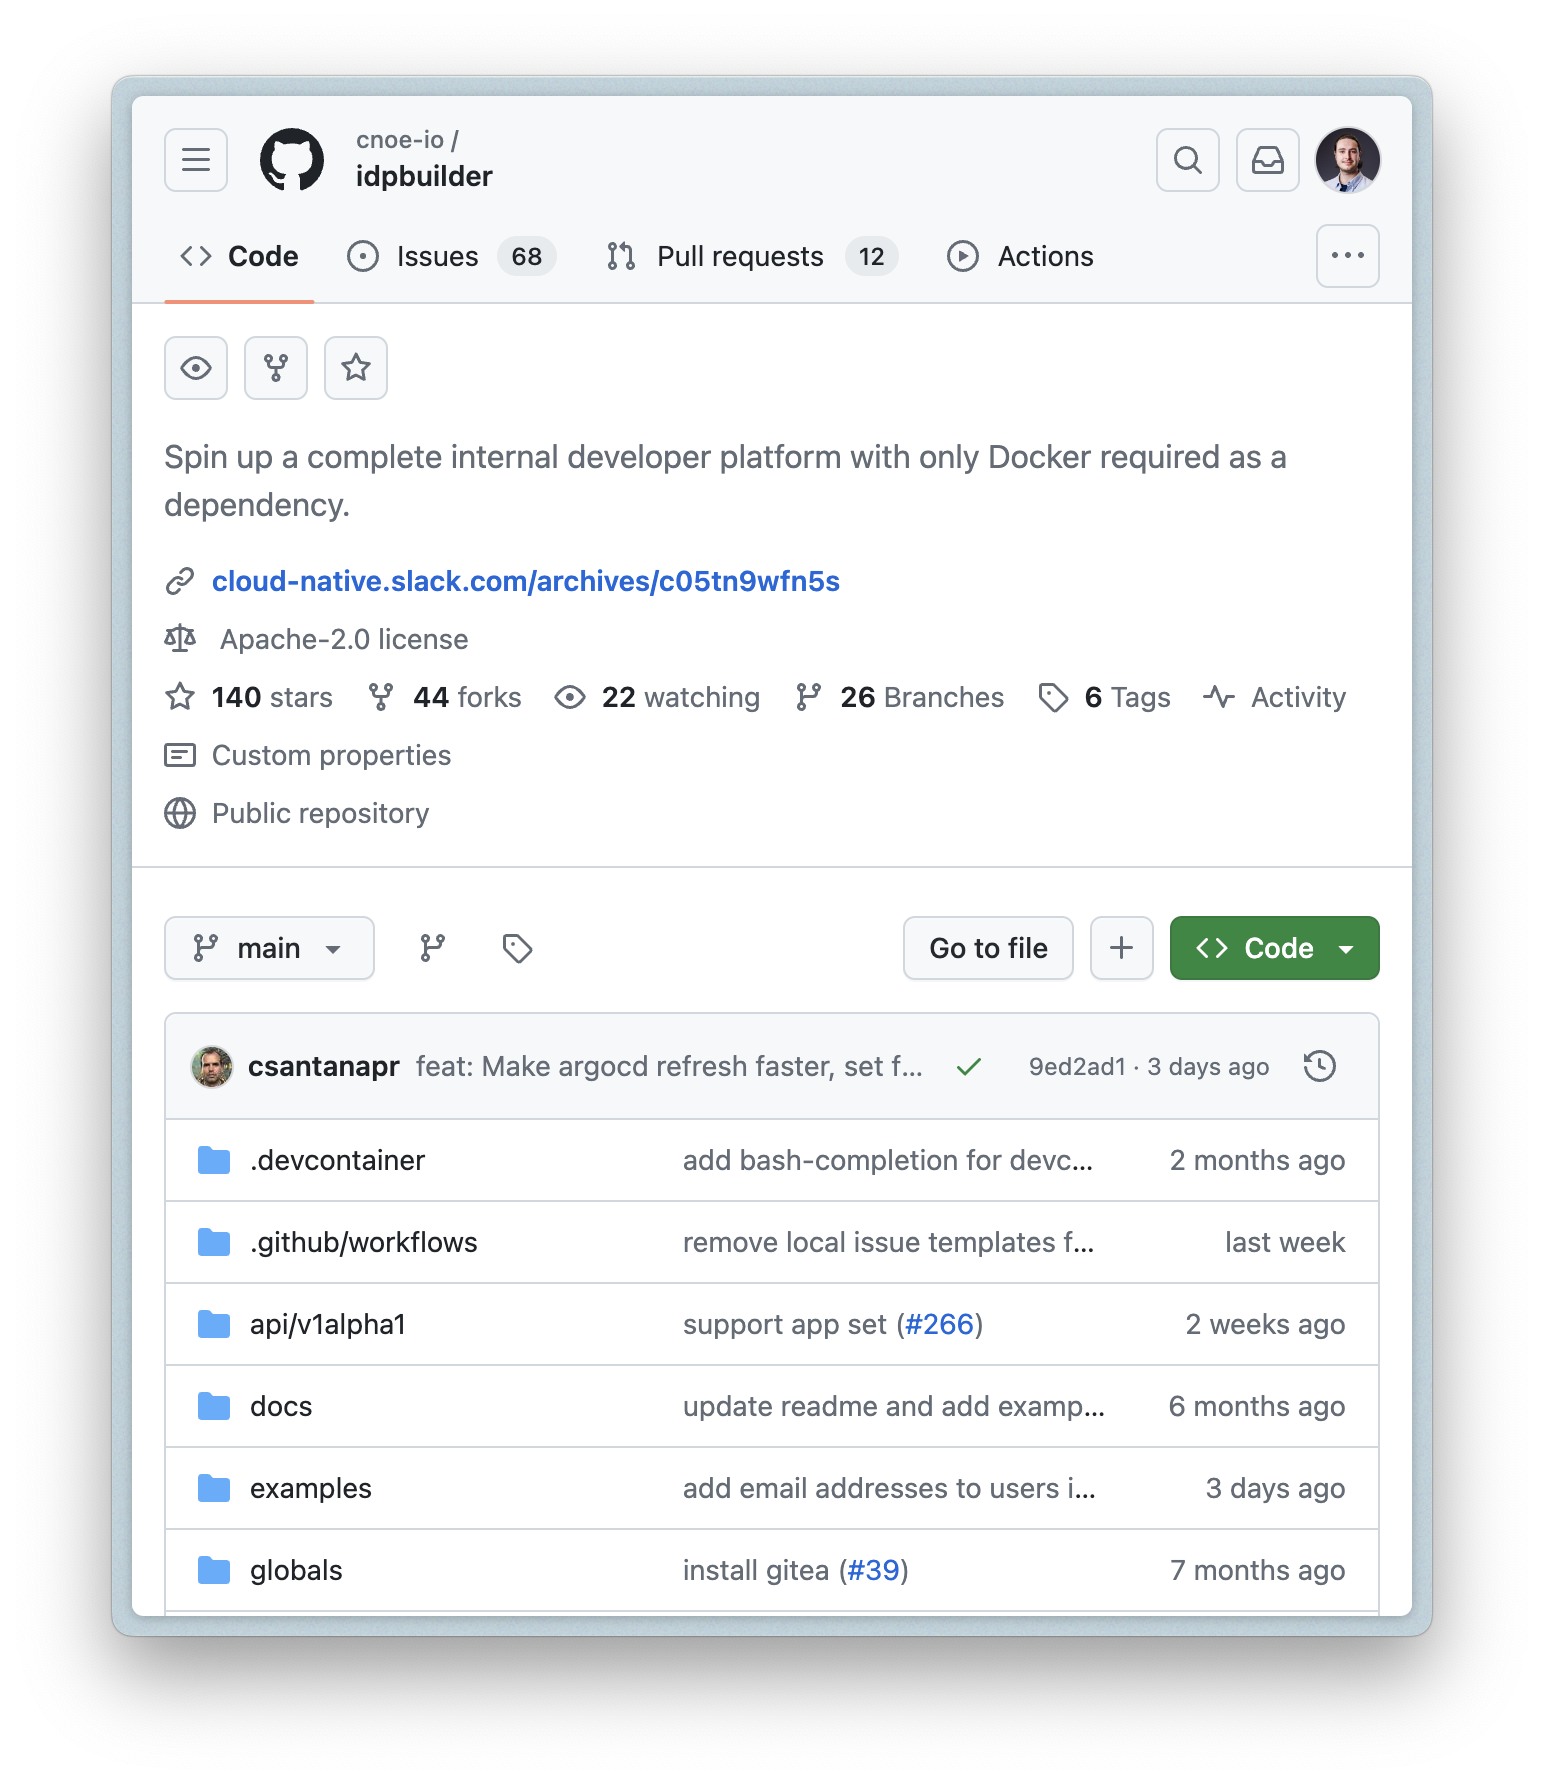 cnoe-io /
idpbuilder
Code
Issues 68
Pull requests 12
Actions
Spin up a complete internal developer platform with only Docker required as a
dependency.
cloud-native.slack.com/archives/c05tn9wfn5s
Apache-2.0 license
140 stars 44 forks 22 watching 26 Branches 6 Tags Activity
Custom properties
Public repository
main Go to file Code
csantanapr feat: Make argocd refresh faster, set f... 9ed2ad1 · 3 days ago
.devcontainer add bash-completion for devc... 2 months ago
.github/workflows remove local issue templates f... last week
api/v1alpha1 support app set (#266) 2 weeks ago
docs update readme and add examp... 6 months ago
examples add email addresses to users i... 3 days ago
globals install gitea (#39) 7 months ago